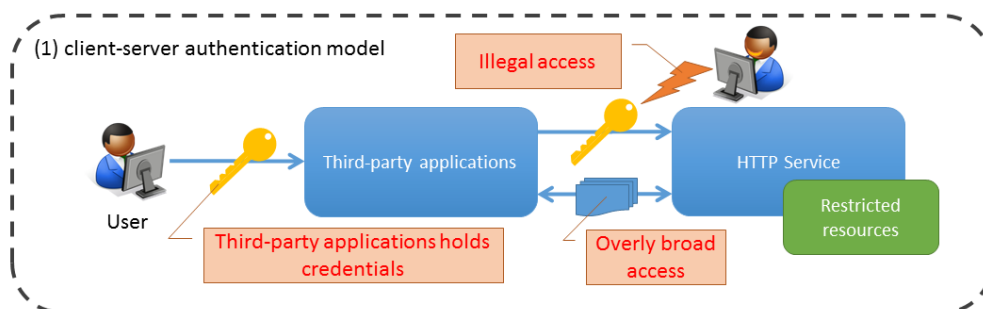 (1) client-server authentication model
Illegal access
Third-party applications
HTTP Service
User
Restricted
resources
Third-party applications holds
credentials
Overly broad
access